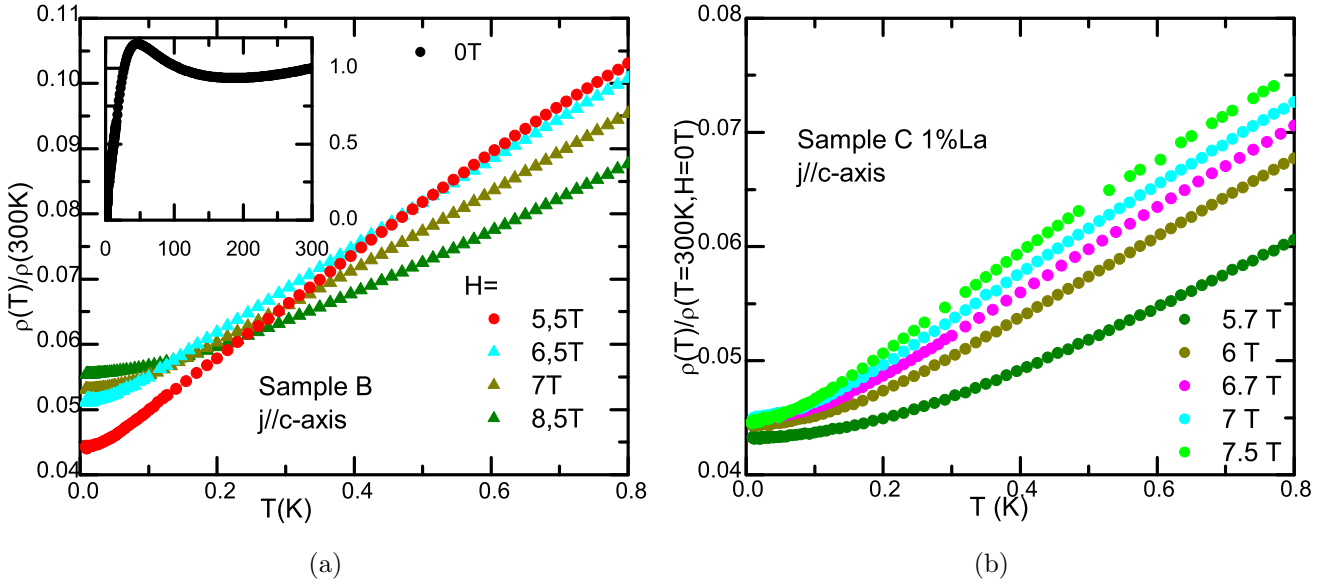 0.11
0.10
0.09
0.08
0.07
0.06
0.05
0.04
ρ(T)/ρ(300K)
1.0
0.5
0.0
0 100 200 300
0T
H=
5,5T
6,5T
7T
8,5T
Sample B
j//c-axis
0.0 0.2 0.4 0.6 0.8
T(K)
(a)
0.08
0.07
0.06
0.05
0.04
ρ(T)/ρ(T=300K,H=0T)
Sample C 1%La
j//c-axis
5.7 T
6 T
6.7 T
7 T
7.5 T
0.0 0.2 0.4 0.6 0.8
T (K)
(b)